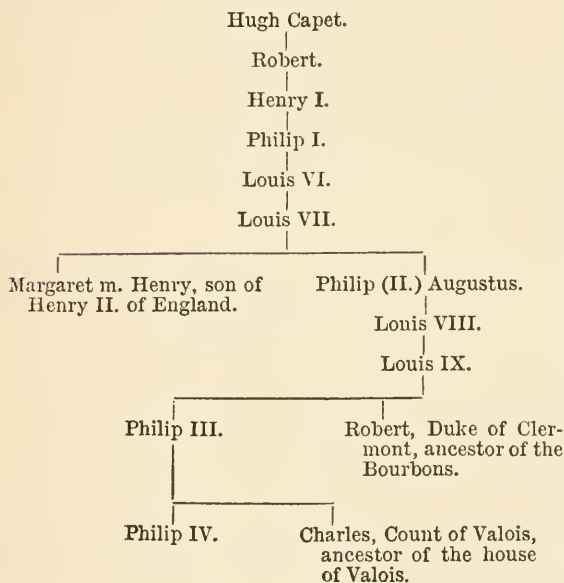 Hugh Capet.
Robert.
Henry I.
Philip I.
Louis VI.
Louis VII.
Margaret m. Henry, son of
Henry II. of England.
Philip (II.) Augustus.
Louis VIII.
Louis IX.
Philip III.
Robert, Duke of Cler-
mont, ancestor of the
Bourbons.
Philip IV.
Charles, Count of Valois,
ancestor of the house
of Valois.